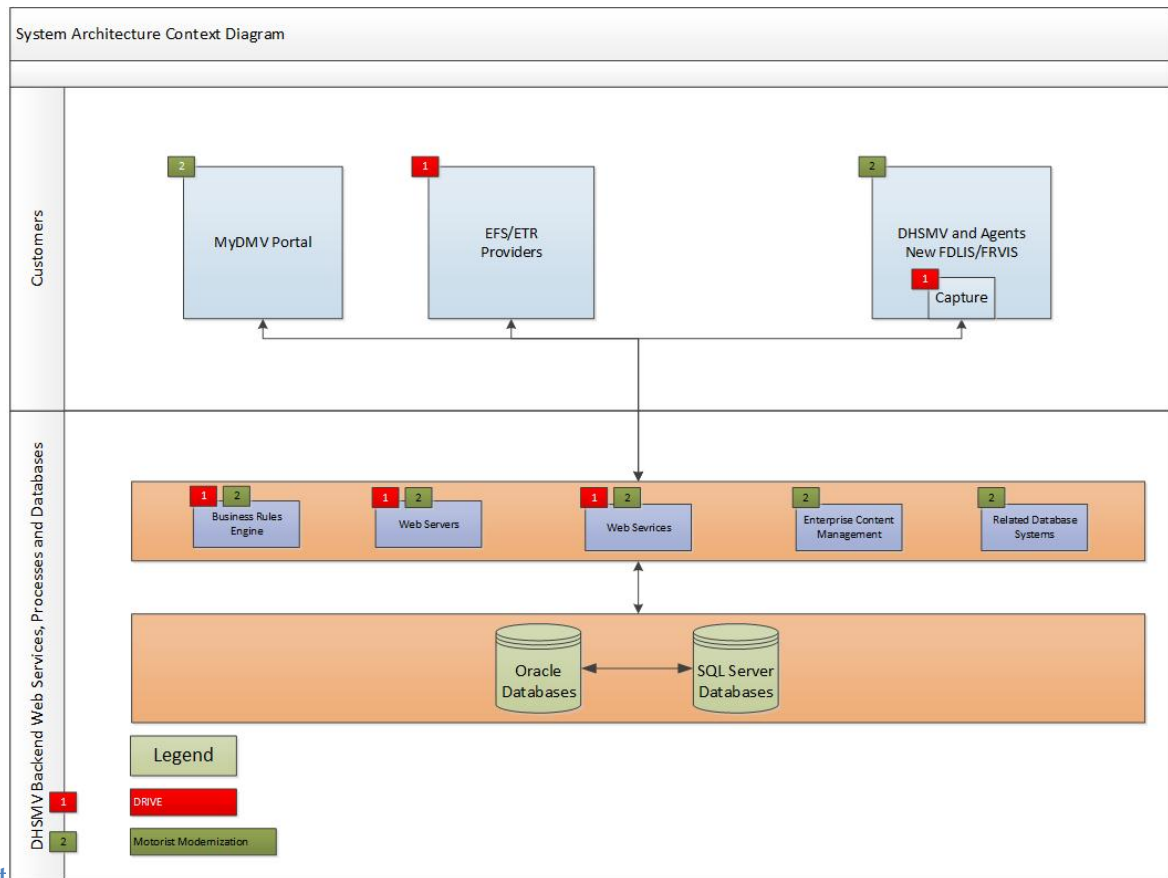 System Architecture Context Diagram
Customers
2
MyDMV Portal
1
EFS/ETR
Providers
2
DHSMV and Agents
New FDLIS/FRVIS
1
Capture
DHSMV Backend Web Services, Processes and Databases
1
2
Business Rules
Engine
1
2
Web Servers
1
2
Web Sevrices
2
Enterprise Content
Management
2
Related Database
Systems
Oracle
Databases
SQL Server
Databases
Legend
1
DRIVE
2
Motorist Modernization
t